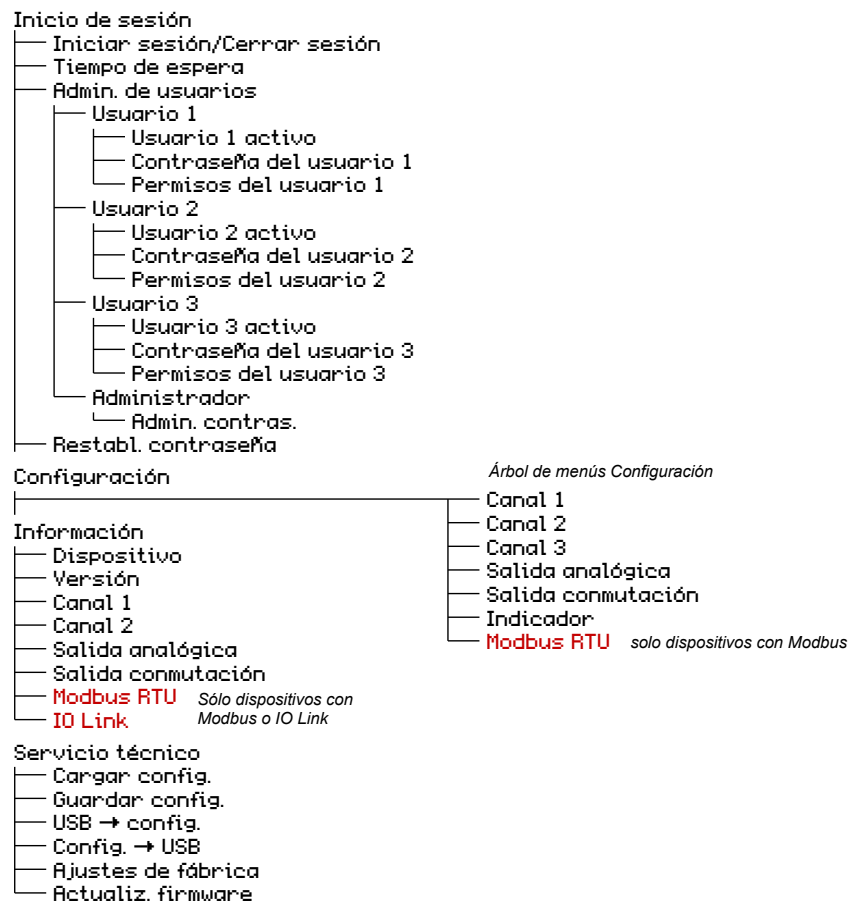 Inicio de sesión
Iniciar sesión/Cerrar sesión
Tiempo de espera
Admin. de usuarios
Usuario 1
Usuario 1 activo
Contraseña del usuario 1
Permisos del usuario 1
Usuario 2
Usuario 2 activo
Contraseña del usuario 2
Permisos del usuario 2
Usuario 3
Usuario 3 activo
Contraseña del usuario 3
Permisos del usuario 3
Administrador
Admin. contras.
Restabl. contraseña
Configuración
Árbol de menús Configuración
Canal 1
Canal 2
Canal 3
Salida analógica
Salida conmutación
Indicador
Modbus RTU solo dispositivos con Modbus
Información
Dispositivo
Versión
Canal 1
Canal 2
Salida analógica
Salida conmutación
Modbus RTU Sólo dispositivos con
IO Link Modbus o IO Link
Servicio técnico
Cargar config.
Guardar config.
USB → config.
Config. → USB
Ajustes de fábrica
Actualiz. firmware